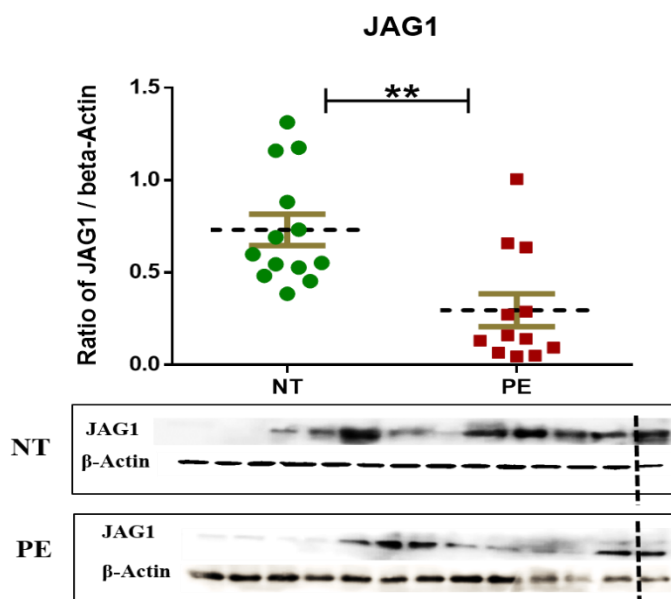 JAG1
Ratio of JAG1 / beta-Actin
1.5
**
1.0
0.5
0.0
NT
PE
NT
JAG1
β-Actin
PE
JAG1
β-Actin